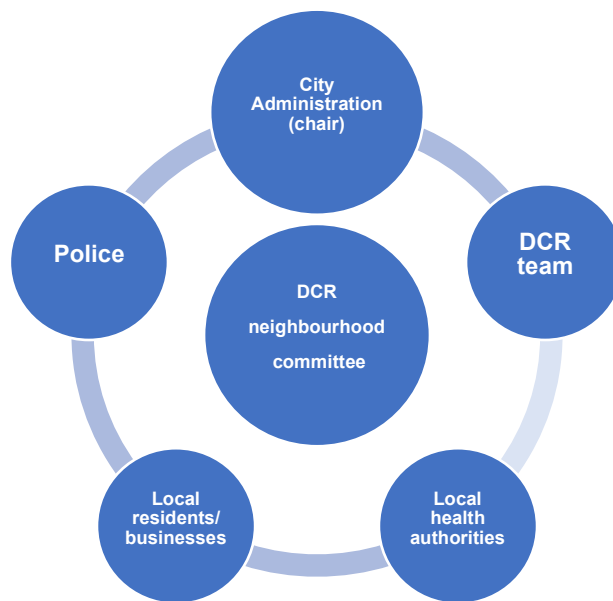 City
Administration
(chair)
Police
DCR
team
DCR
neighbourhood
committee
Local
residents/
businesses
Local
health
authorities